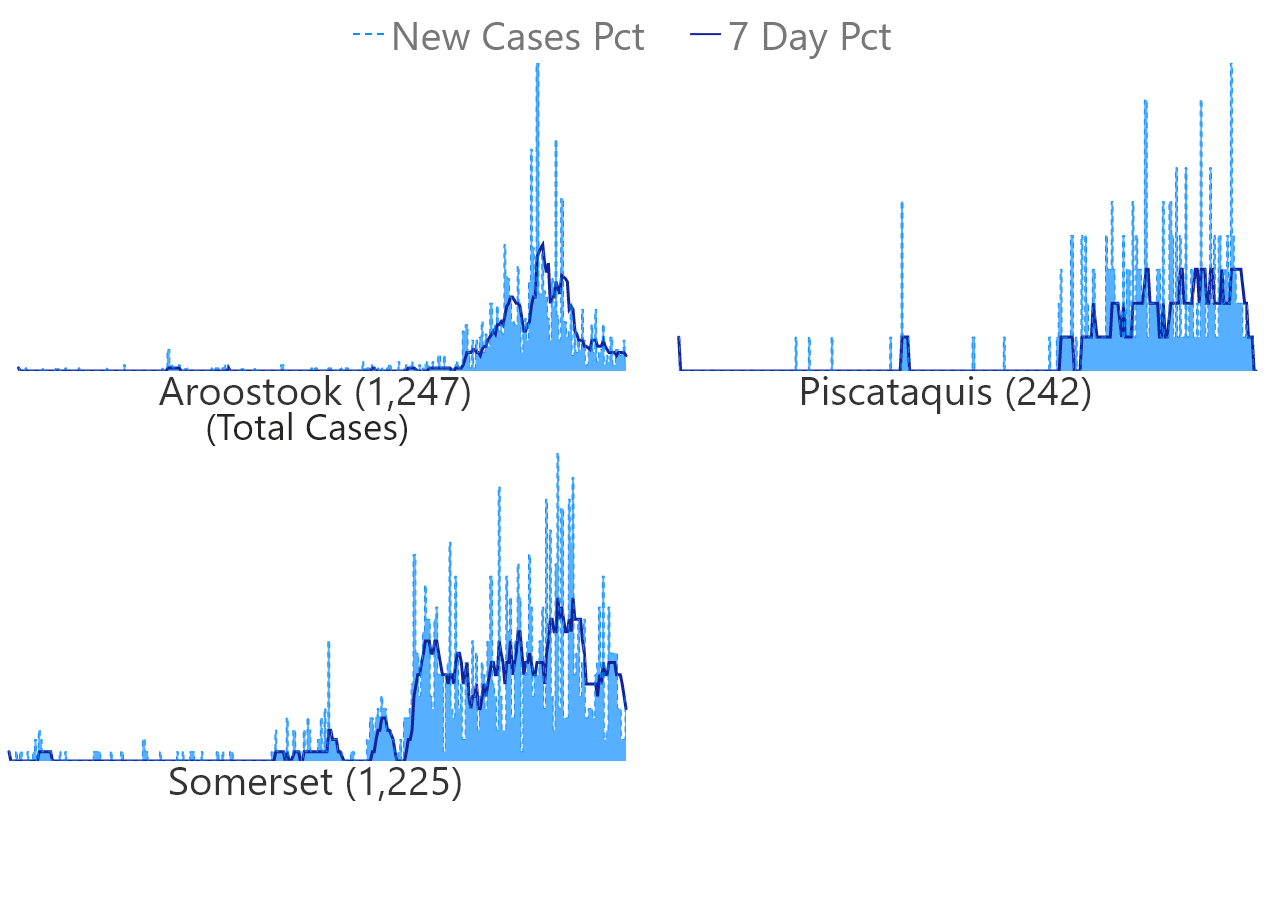 New Cases Pct 7 Day Pct
Aroostook (1,247)
(Total Cases)
Piscataquis (242)
Somerset (1,225)